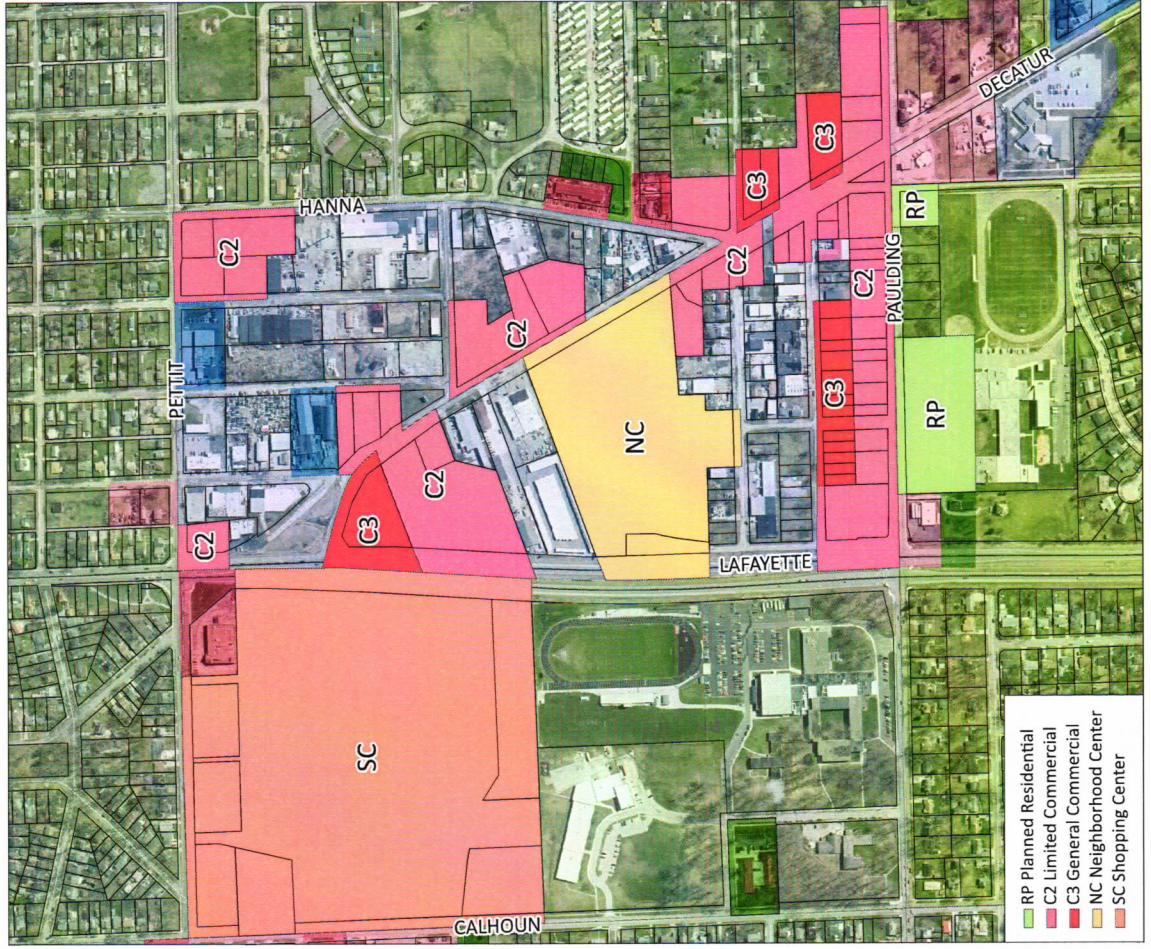 DECATUR
C3
C3
HANNA
RP
C2
C2
PAULDING
C2
C2
PETTIT
C3
NC
RP
C2
C3
C2
LAFAYETTE
SC
CALHOUN
RP Planned Residential
C2 Limited Commercial
C3 General Commercial
NC Neighborhood Center
SC Shopping Center